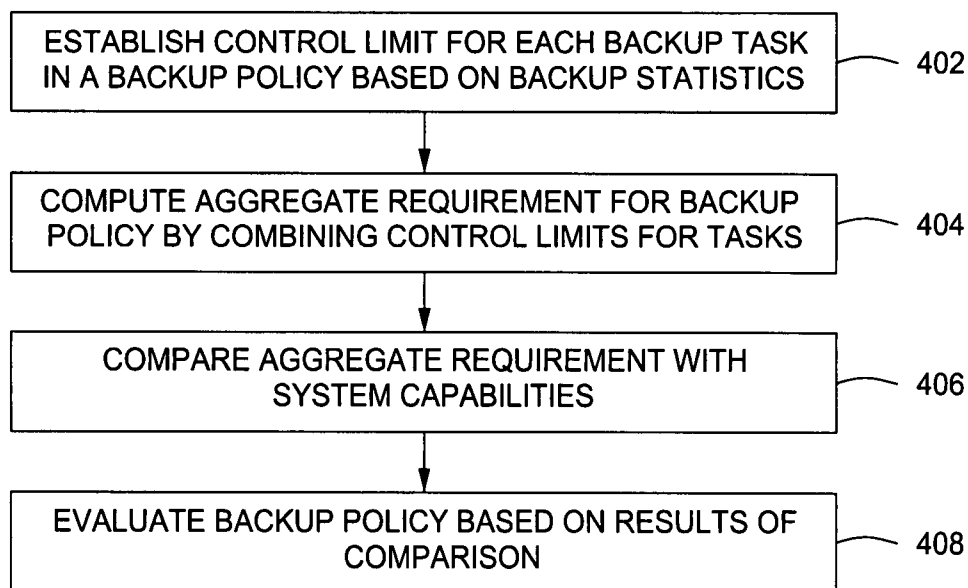 ESTABLISH CONTROL LIMIT FOR EACH BACKUP TASK
IN A BACKUP POLICY BASED ON BACKUP STATISTICS
402
COMPUTE AGGREGATE REQUIREMENT FOR BACKUP
POLICY BY COMBINING CONTROL LIMITS FOR TASKS
404
COMPARE AGGREGATE REQUIREMENT WITH
SYSTEM CAPABILITIES
406
EVALUATE BACKUP POLICY BASED ON RESULTS OF
COMPARISON
408